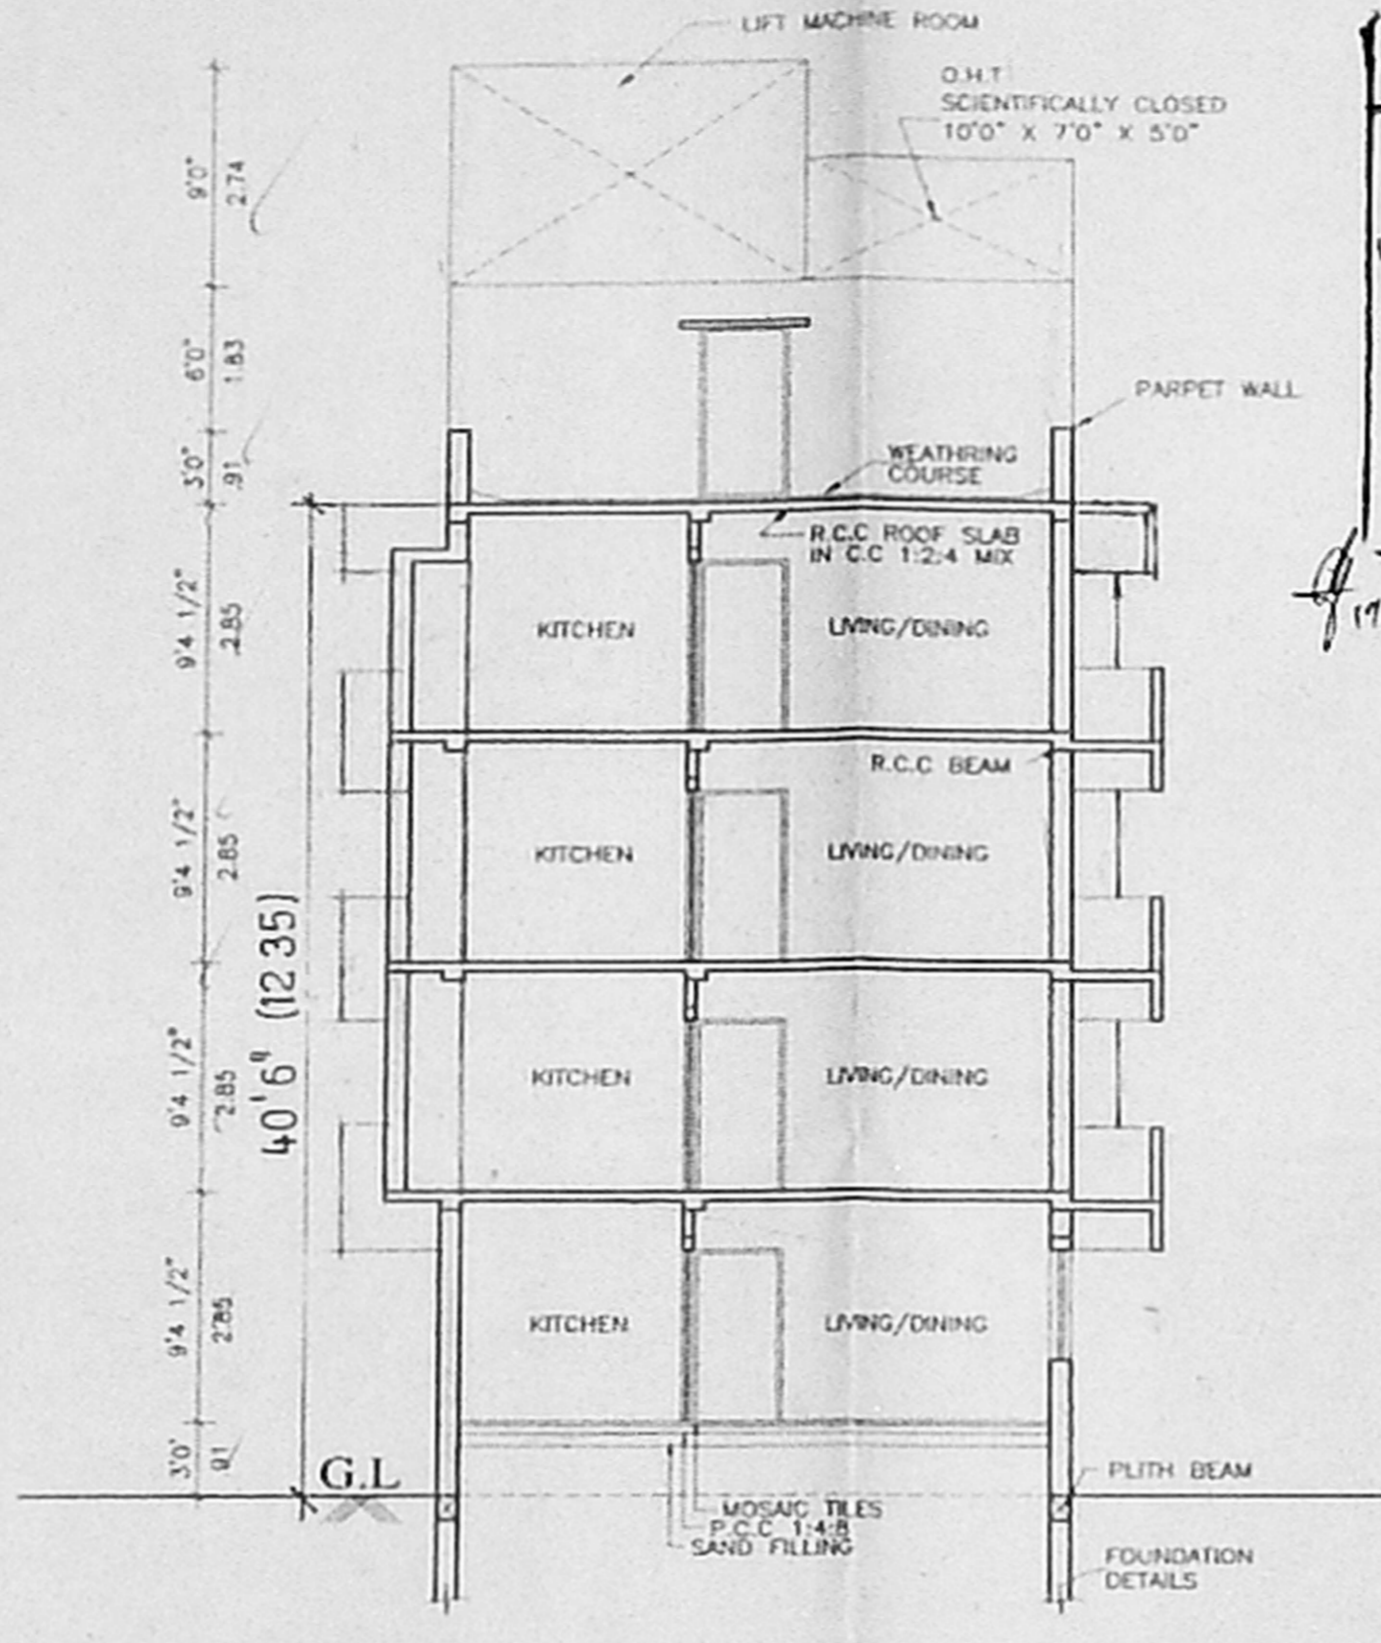 LIFT MACHINE ROOM
O.H.T
SCIENTIFICALLY CLOSED
10'0" X 7'0" X 5'0"
9'0"
2.74
6'0"
1.83
3'0"
.91
PARPET WALL
WEATHRING
COURSE
R.C.C ROOF SLAB
IN C.C 1:2:4 MIX
9'4 1/2"
2.85
KITCHEN
LIVING/DINING
R.C.C BEAM
9'4 1/2"
2.85
KITCHEN
LIVING/DINING
40'6" (12.35)
9'4 1/2"
2.85
KITCHEN
LIVING/DINING
9'4 1/2"
2.85
KITCHEN
LIVING/DINING
3'0'
.91
G.L
PLITH BEAM
MOSAIC TILES
P.C.C 1:4:8
SAND FILLING
FOUNDATION
DETAILS